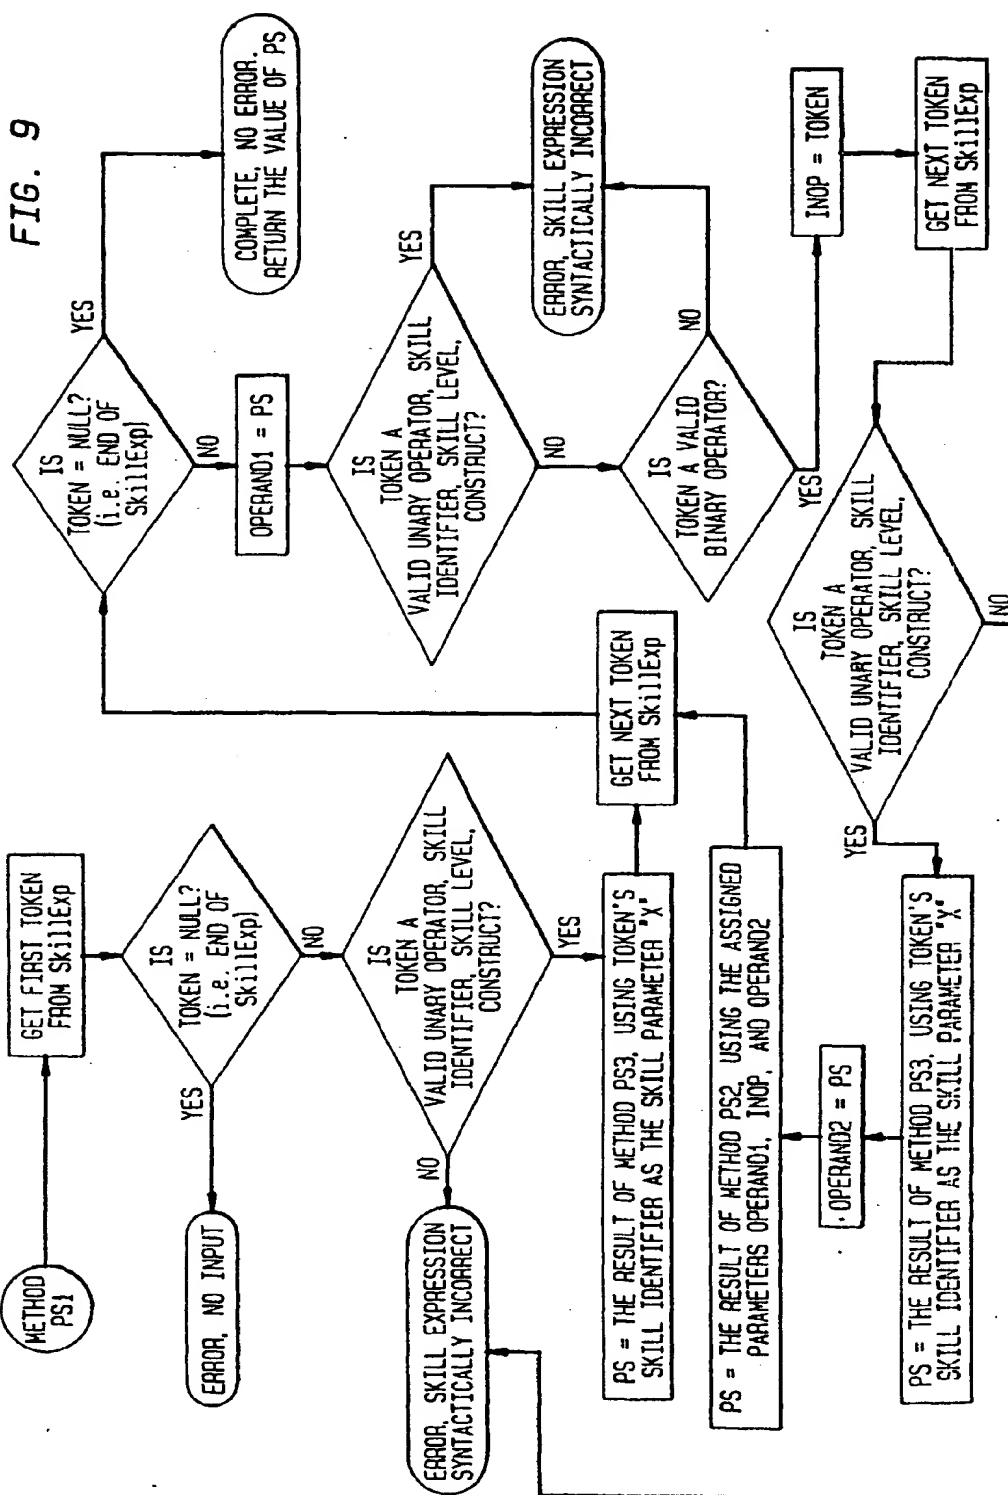 FIG. 9
METHOD
PS1
GET FIRST TOKEN
FROM SkillExp
IS
TOKEN = NULL?
(i.e. END OF
SkillExp)
YES
NO
ERROR, NO INPUT
IS
TOKEN A
VALID UNARY OPERATOR, SKILL
IDENTIFIER, SKILL LEVEL,
CONSTRUCT?
NO
YES
ERROR, SKILL EXPRESSION
SYNTACTICALLY INCORRECT
PS = THE RESULT OF METHOD PS3, USING TOKEN'S
SKILL IDENTIFIER AS THE SKILL PARAMETER "X"
GET NEXT TOKEN
FROM SkillExp
IS
TOKEN = NULL?
(i.e. END OF
SkillExp)
YES
NO
COMPLETE, NO ERROR.
RETURN THE VALUE OF PS
OPERAND1 = PS
IS
TOKEN A
VALID UNARY OPERATOR, SKILL
IDENTIFIER, SKILL LEVEL,
CONSTRUCT?
YES
NO
ERROR, SKILL EXPRESSION
SYNTACTICALLY INCORRECT
IS
TOKEN A VALID
BINARY OPERATOR?
NO
YES
INOP = TOKEN
GET NEXT TOKEN
FROM SkillExp
IS
TOKEN A
VALID UNARY OPERATOR, SKILL
IDENTIFIER, SKILL LEVEL,
CONSTRUCT?
YES
NO
PS = THE RESULT OF METHOD PS3, USING TOKEN'S
SKILL IDENTIFIER AS THE SKILL PARAMETER "X"
OPERAND2 = PS
PS = THE RESULT OF METHOD PS2, USING THE ASSIGNED
PARAMETERS OPERAND1, INOP, AND OPERAND2